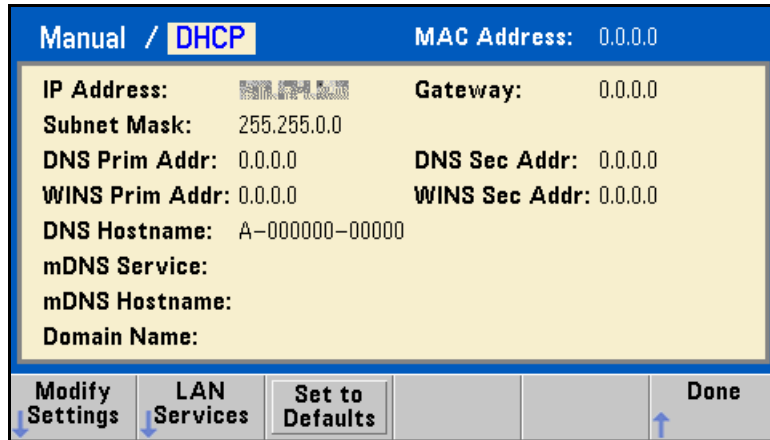 Manual / DHCP MAC Address: 0.0.0.0
IP Address: Gateway: 0.0.0.0
Subnet Mask: 255.255.0.0
DNS Prim Addr: 0.0.0.0 DNS Sec Addr: 0.0.0.0
WINS Prim Addr: 0.0.0.0 WINS Sec Addr: 0.0.0.0
DNS Hostname: A-000000-00000
mDNS Service:
mDNS Hostname:
Domain Name:
Modify Settings
LAN Services
Set to Defaults
Done